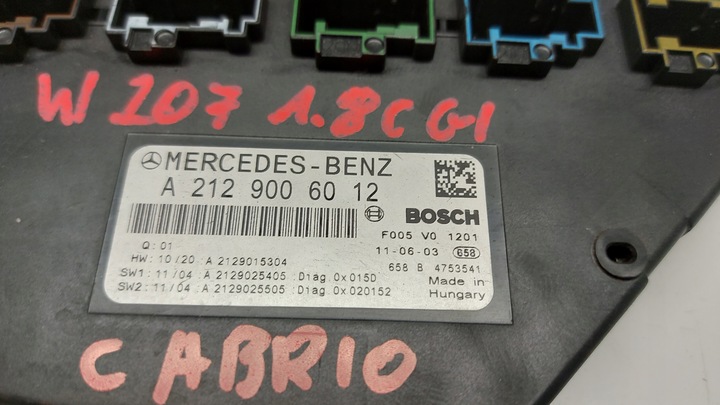 W 207 1.8 CGI
MERCEDES-BENZ
A 212 900 60 12
BOSCH
F005 V0 1201
Q: 01
11-06-03 658
HW: 10/20 :A 2129015304
658 B 4753541
SW1: 11/04 :A 2129025405 :Diag.0x015D
Made in
SW2: 11/04 :A 2129025505 :Diag.0x020152
Hungary
CABRIO